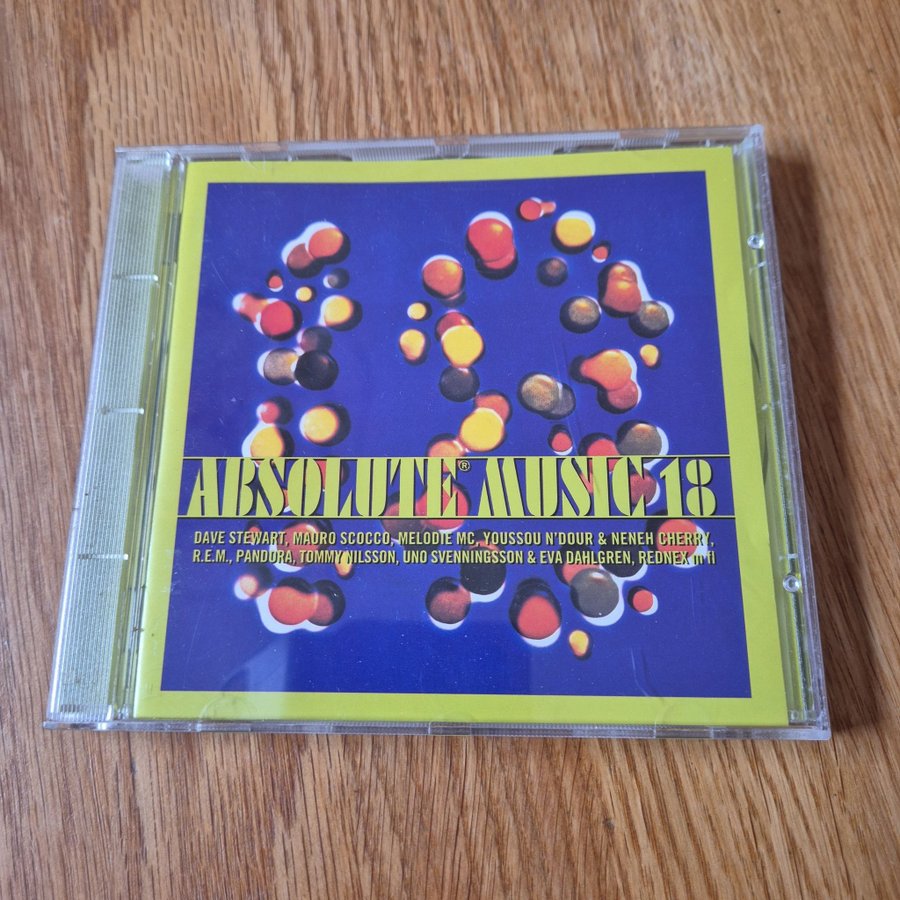 ABSOLUTE® MUSIC 18
DAVE STEWART, MAURO SCOCCO, MELODIE MC, YOUSSOU N'DOUR & NENEH CHERRY,
R.E.M., PANDORA, TOMMY NILSSON, UNO SVENNINGSSON & EVA DAHLGREN, REDNEX m fl